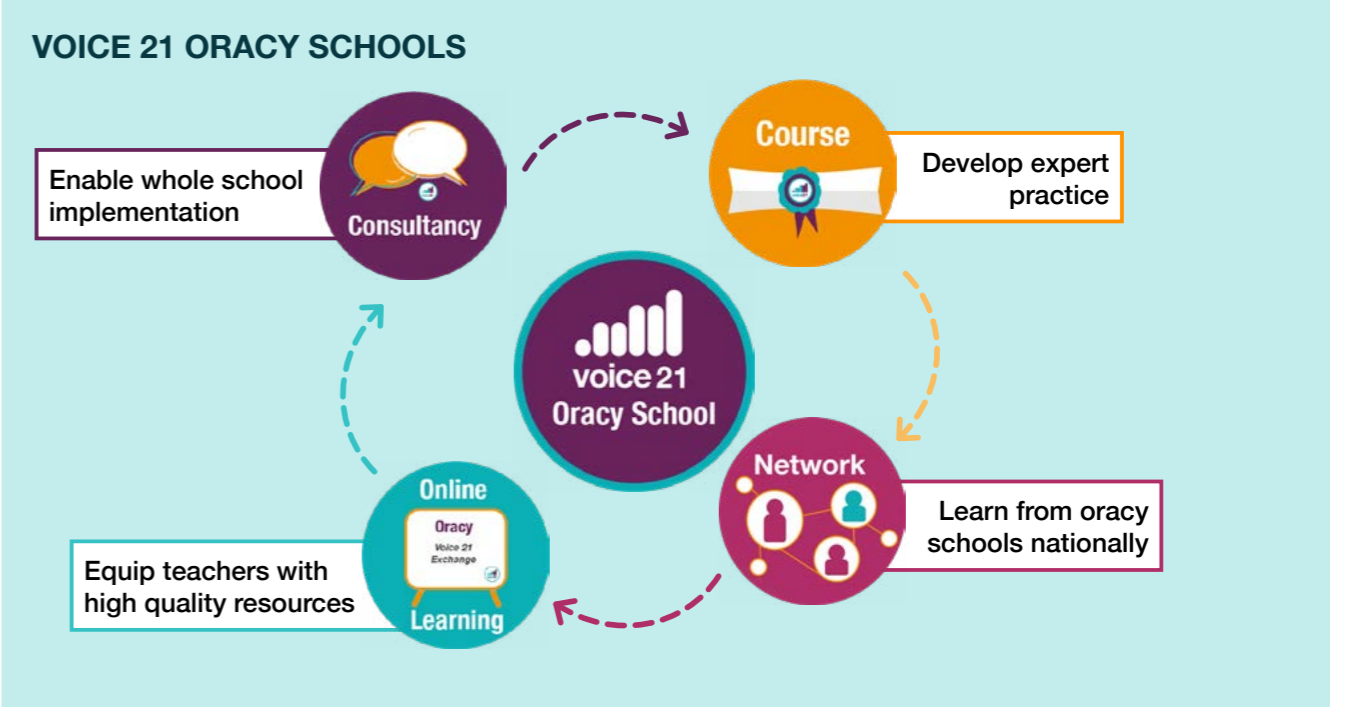 VOICE 21 ORACY SCHOOLS
Enable whole school
implementation
Consultancy
Course
Develop expert
practice
voice 21
Oracy School
Network
Learn from oracy
schools nationally
Online
Oracy
Voice 21
Exchange
Learning
Equip teachers with
high quality resources